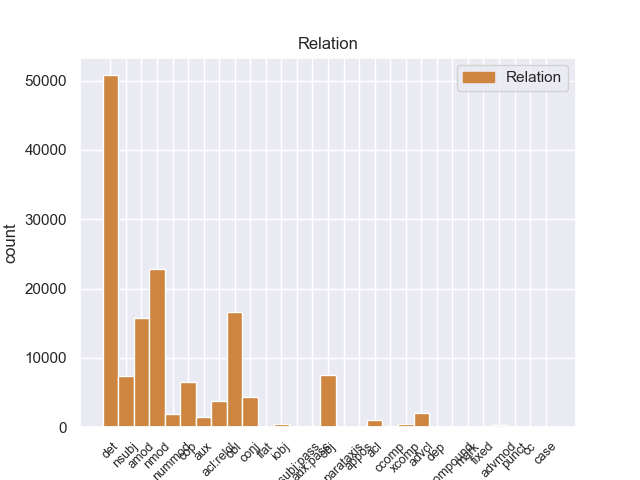 Relation
Relation
count
50000
40000
30000
20000
10000
0
det
nsubj
amod
nmod
nummod
cop
aux
acl:relcl
obl
conj
flat
iobj
nsubj:pass
aux:pass
obj
parataxis
appos
acl
ccomp
xcomp
advcl
dep
compound
mark
fixed
advmod
punct
cc
case